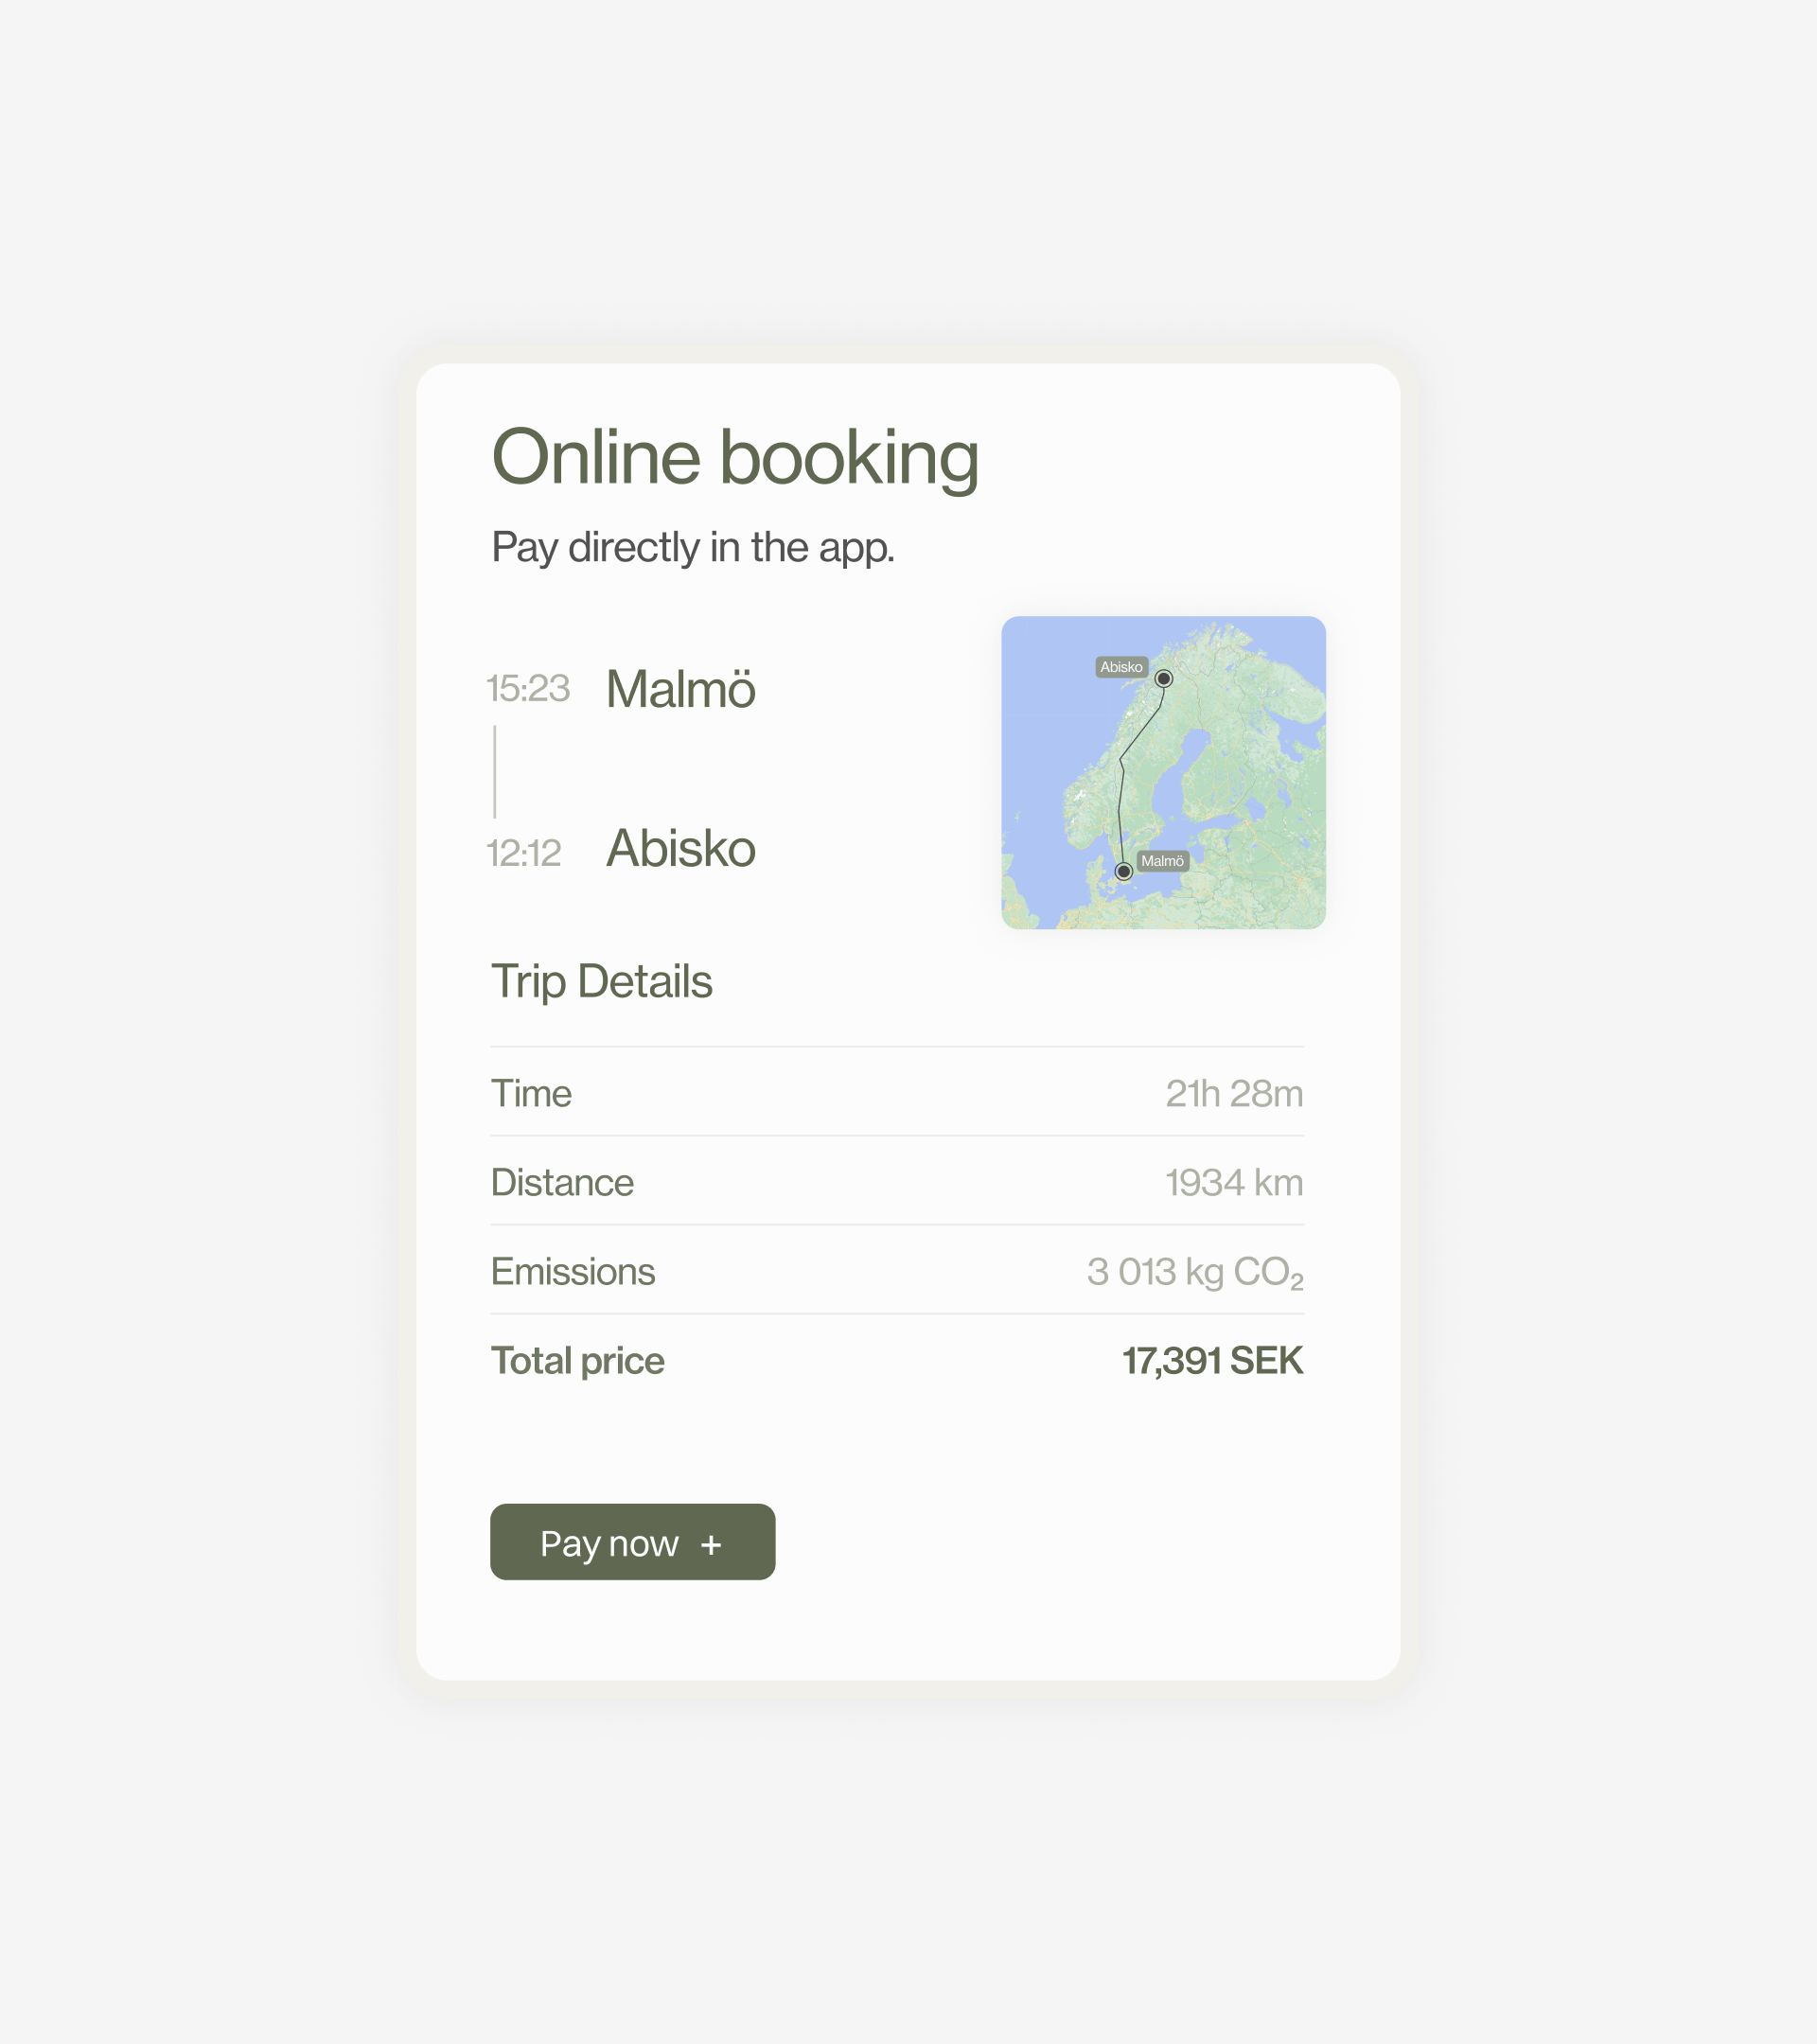 Online booking
Pay directly in the app.
15:23 Malmö
12:12 Abisko
Abisko
Malmö
Trip Details
Time 21h 28m
Distance 1934 km
Emissions 3 013 kg CO₂
Total price 17,391 SEK
Pay now +